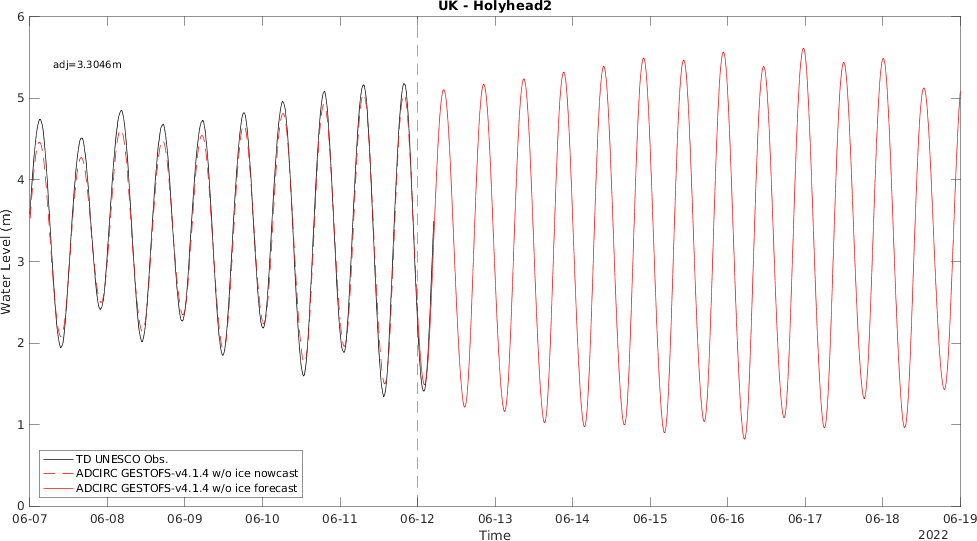 UK - Holyhead2
adj=3.3046m
6
5
4
3
2
1
0
Water Level (m)
TD UNESCO Obs.
ADCIRC GESTOFS-v4.1.4 w/o ice nowcast
ADCIRC GESTOFS-v4.1.4 w/o ice forecast
06-07 06-08 06-09 06-10 06-11 06-12 06-13 06-14 06-15 06-16 06-17 06-18 06-19
Time
2022